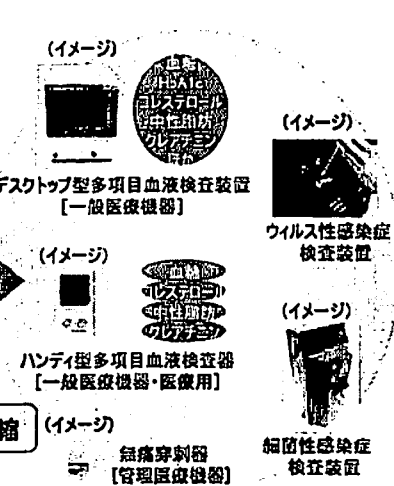 (イメージ)
血糖
HbA1c
コレステロール
中性脂肪
クレアチニン
デスクトップ型多項目血液検査装置
[一般医療機器]
(イメージ)
ウィルス性感染症
検査装置
(イメージ)
血糖
コレステロール
中性脂肪
クレアチニン
ハンディ型多項目血液検査器
[一般医療機器・医療用]
(イメージ)
細菌性感染症
検査装置
縮
(イメージ)
無痛穿刺器
[管理医療機器]